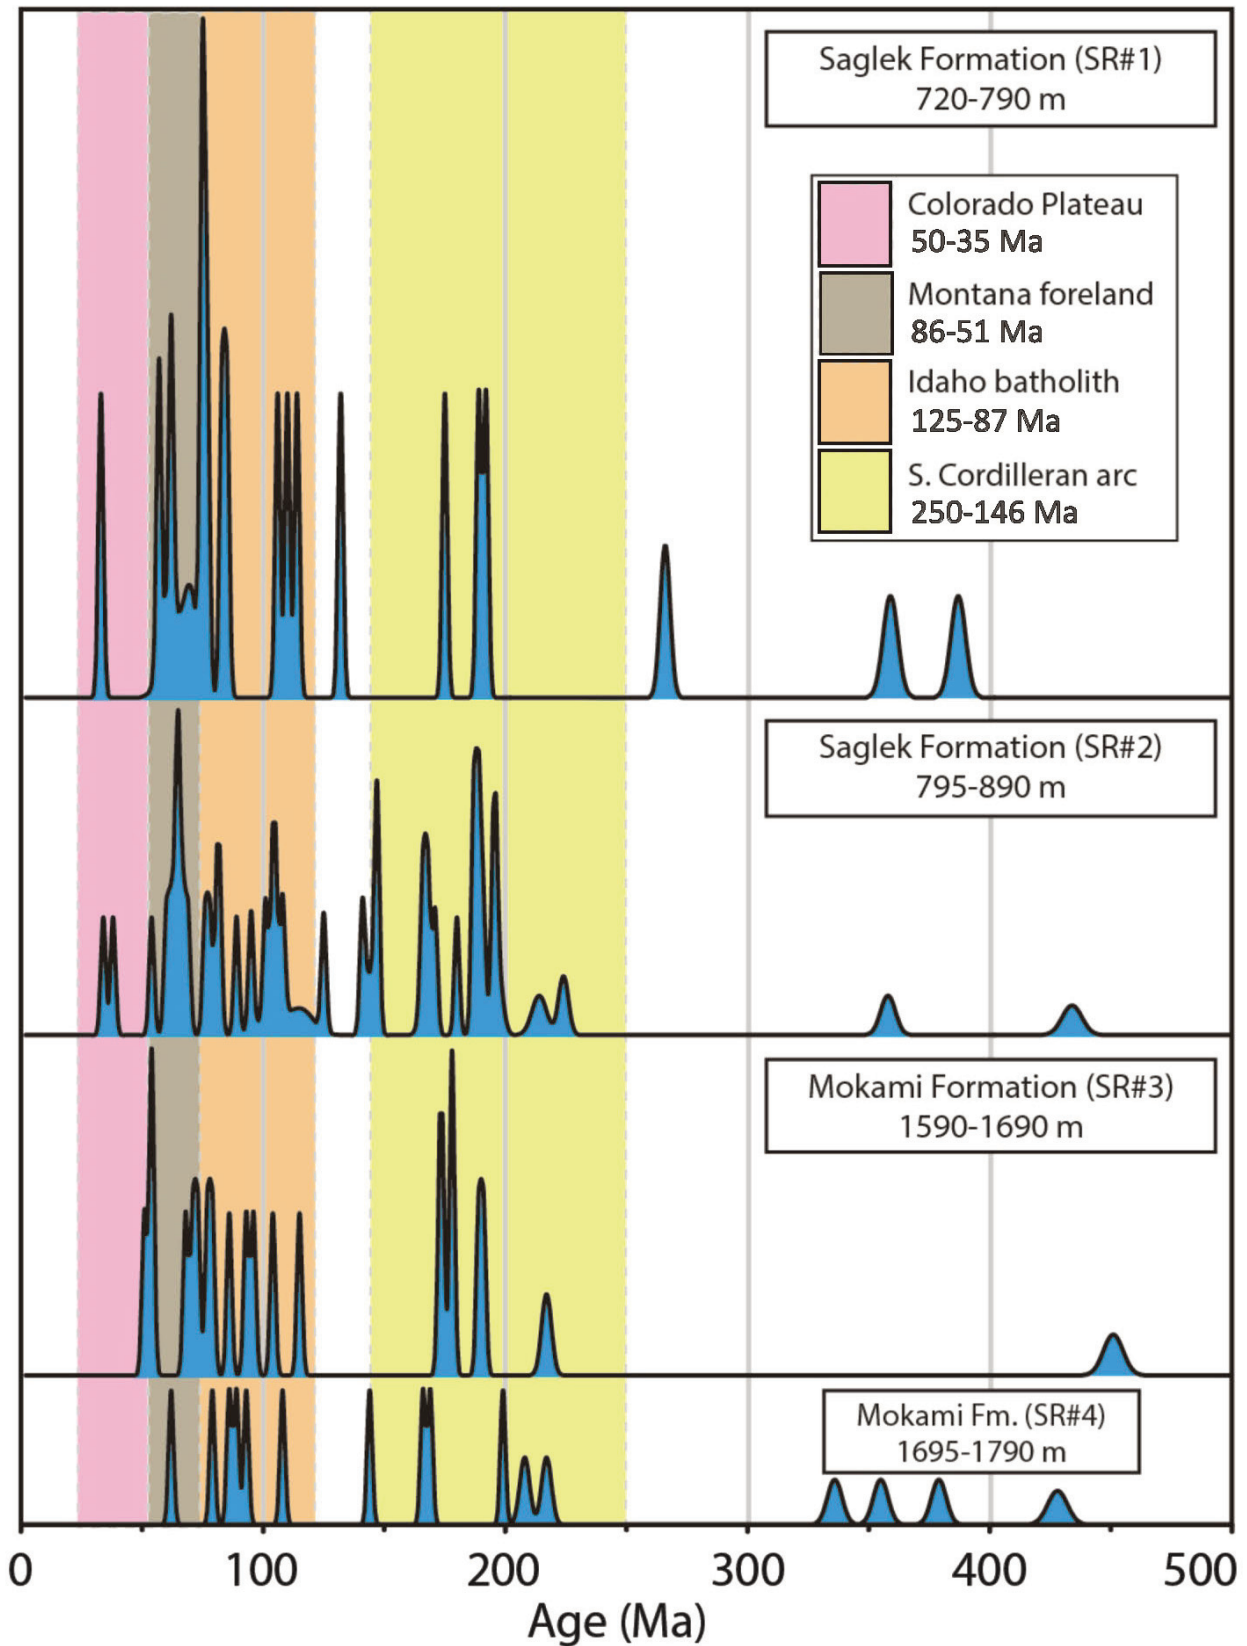 Saglek Formation (SR#1)
720-790 m
Colorado Plateau
50-35 Ma
Montana foreland
86-51 Ma
Idaho batholith
125-87 Ma
S. Cordilleran arc
250-146 Ma
Saglek Formation (SR#2)
795-890 m
Mokami Formation (SR#3)
1590-1690 m
Mokami Fm. (SR#4)
1695-1790 m
0 100 200 300 400 500
Age (Ma)